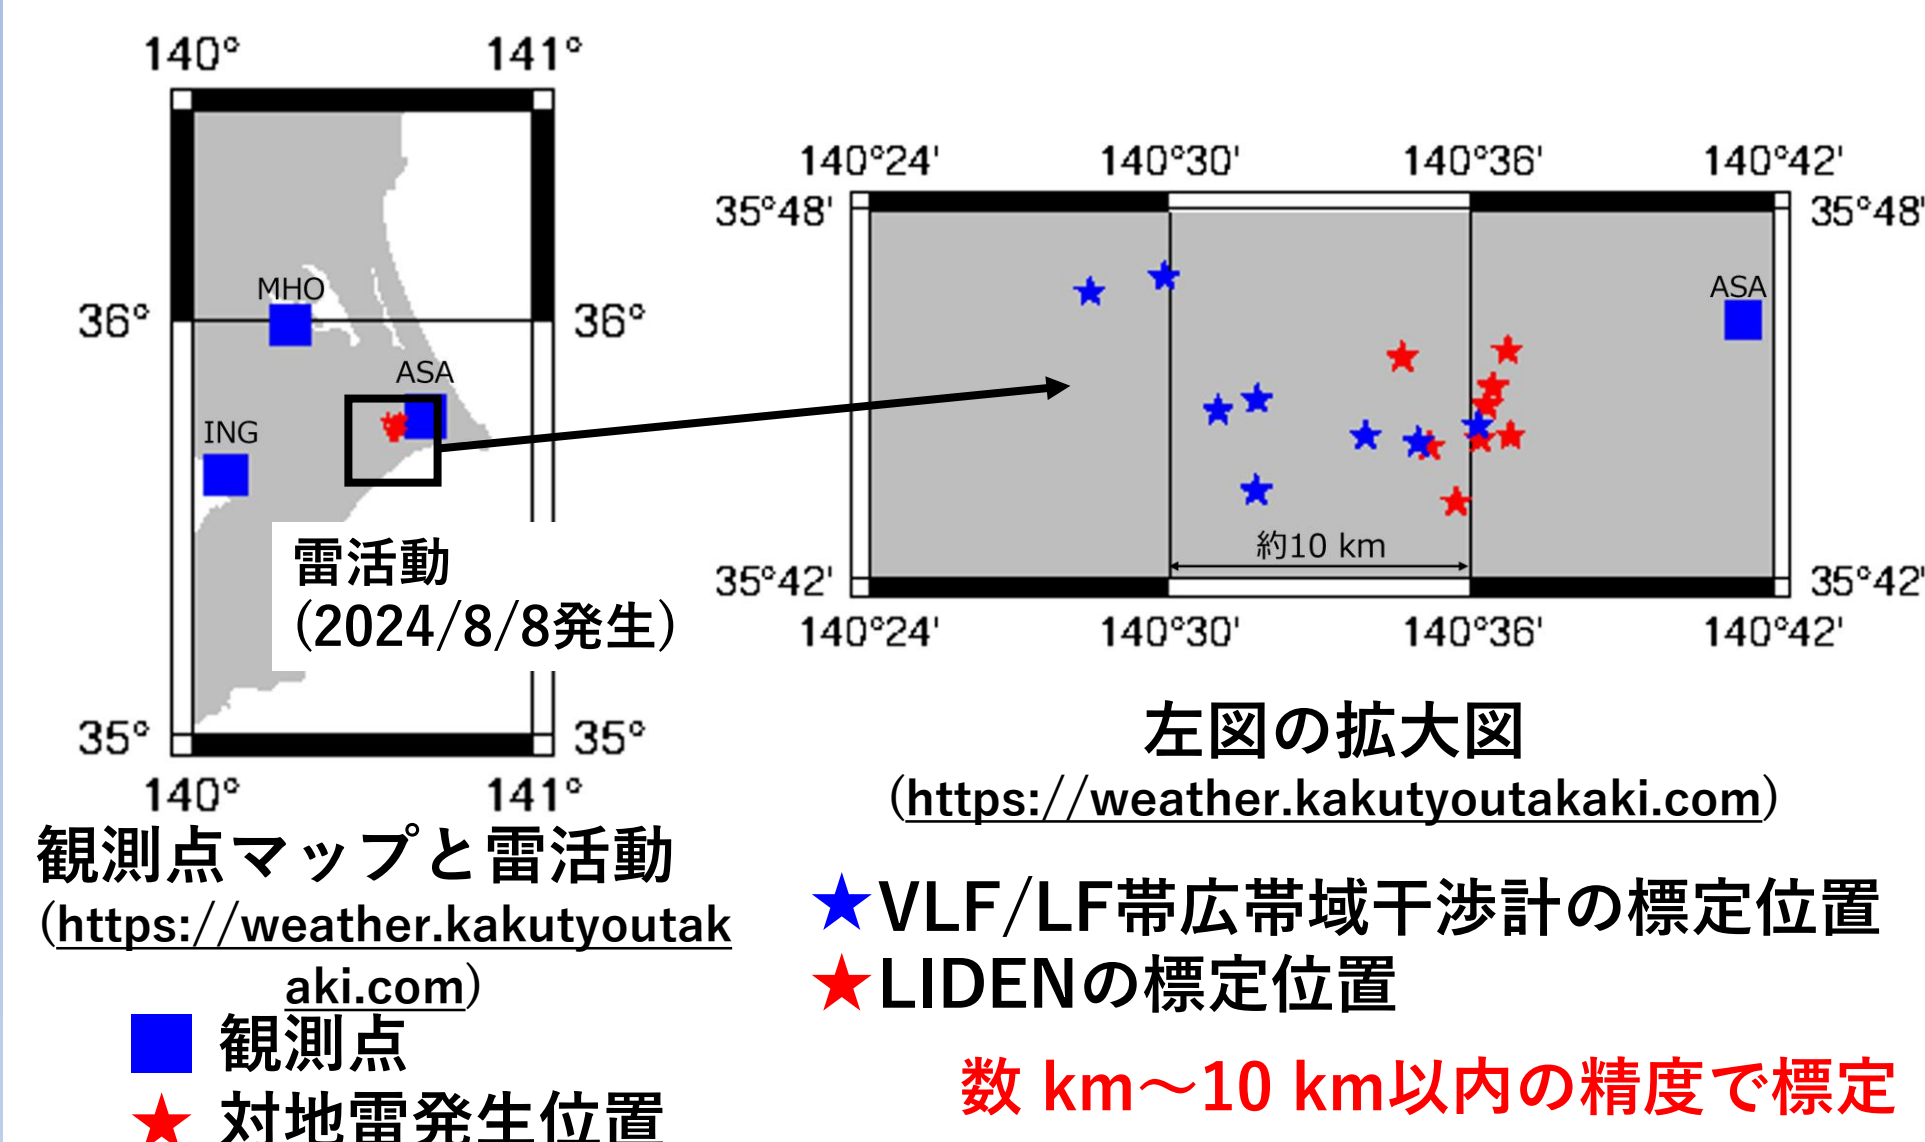 140°
141°
MHO
36°
36°
ASA
ING
雷活動
(2024/8/8発生)
35°
35°
140°
141°
観測点マップと雷活動
(https://weather.kakutyoutak
aki.com)
観測点
対地雷発生位置
140°24'
140°30'
140°36'
140°42'
35°48'
35°48'
ASA
約10 km
35°42'
35°42'
140°24'
140°30'
140°36'
140°42'
左図の拡大図
(https://weather.kakutyoutakaki.com)
★VLF/LF帯広帯域干渉計の標定位置
★LIDENの標定位置
数 km～10 km以内の精度で標定